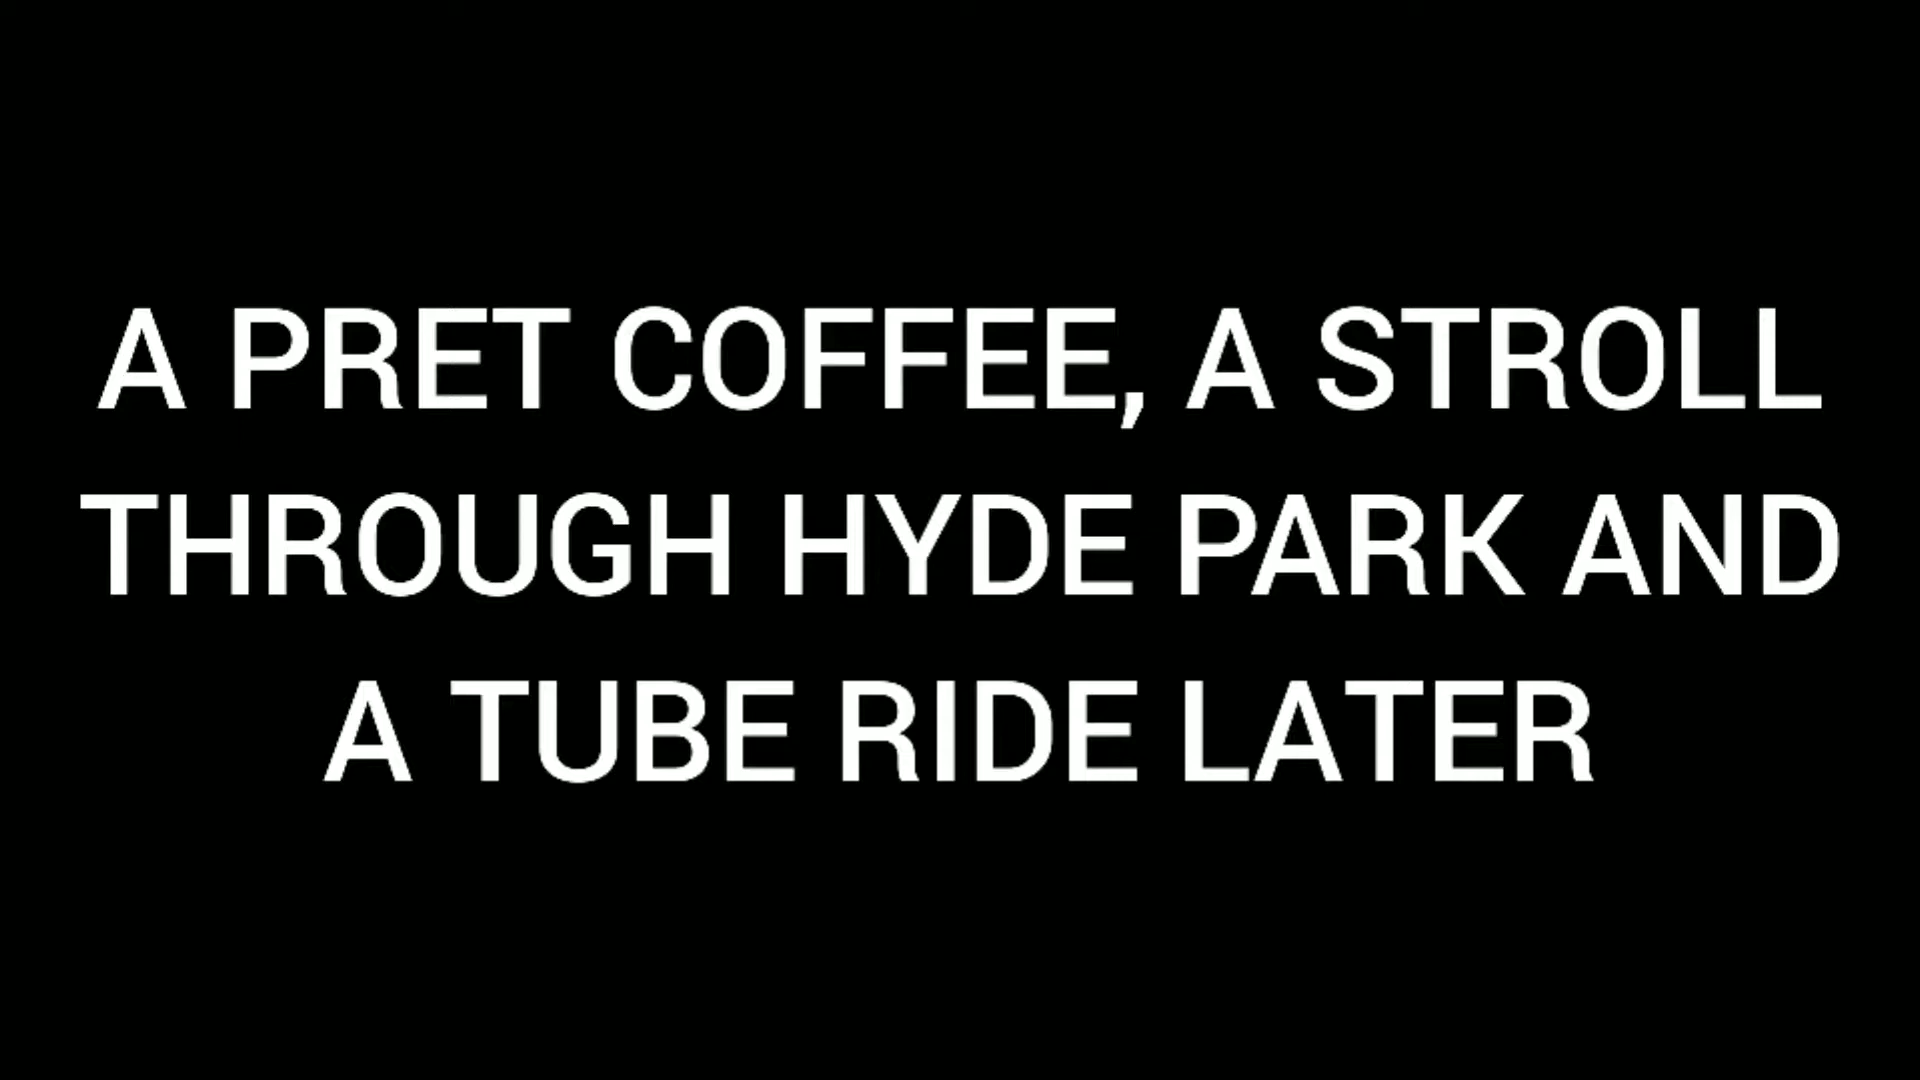 A PRET COFFEE, A STROLL
THROUGH HYDE PARK AND
A TUBE RIDE LATER